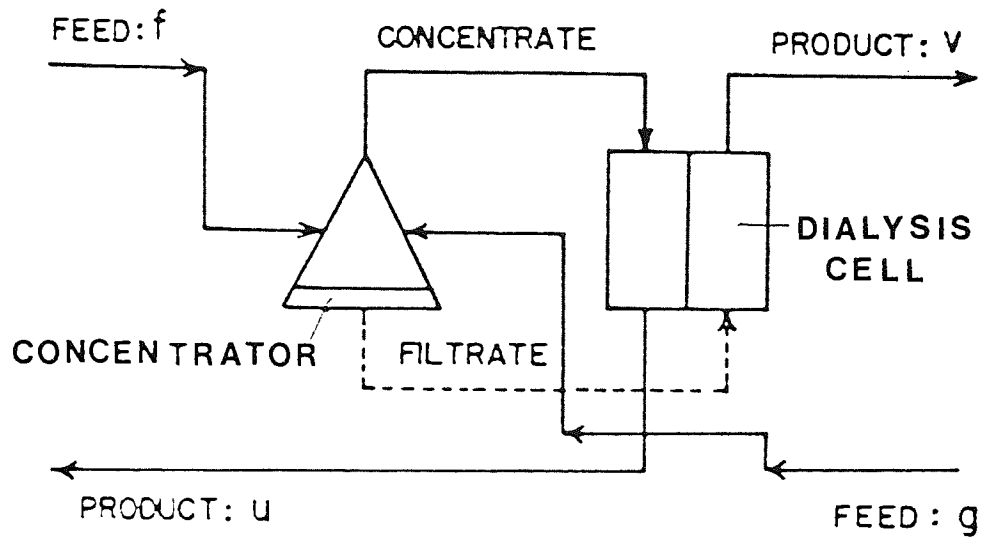 FEED: f
CONCENTRATE
PRODUCT: v
DIALYSIS
CELL
CONCENTRATOR
FILTRATE
PRODUCT: u
FEED: g